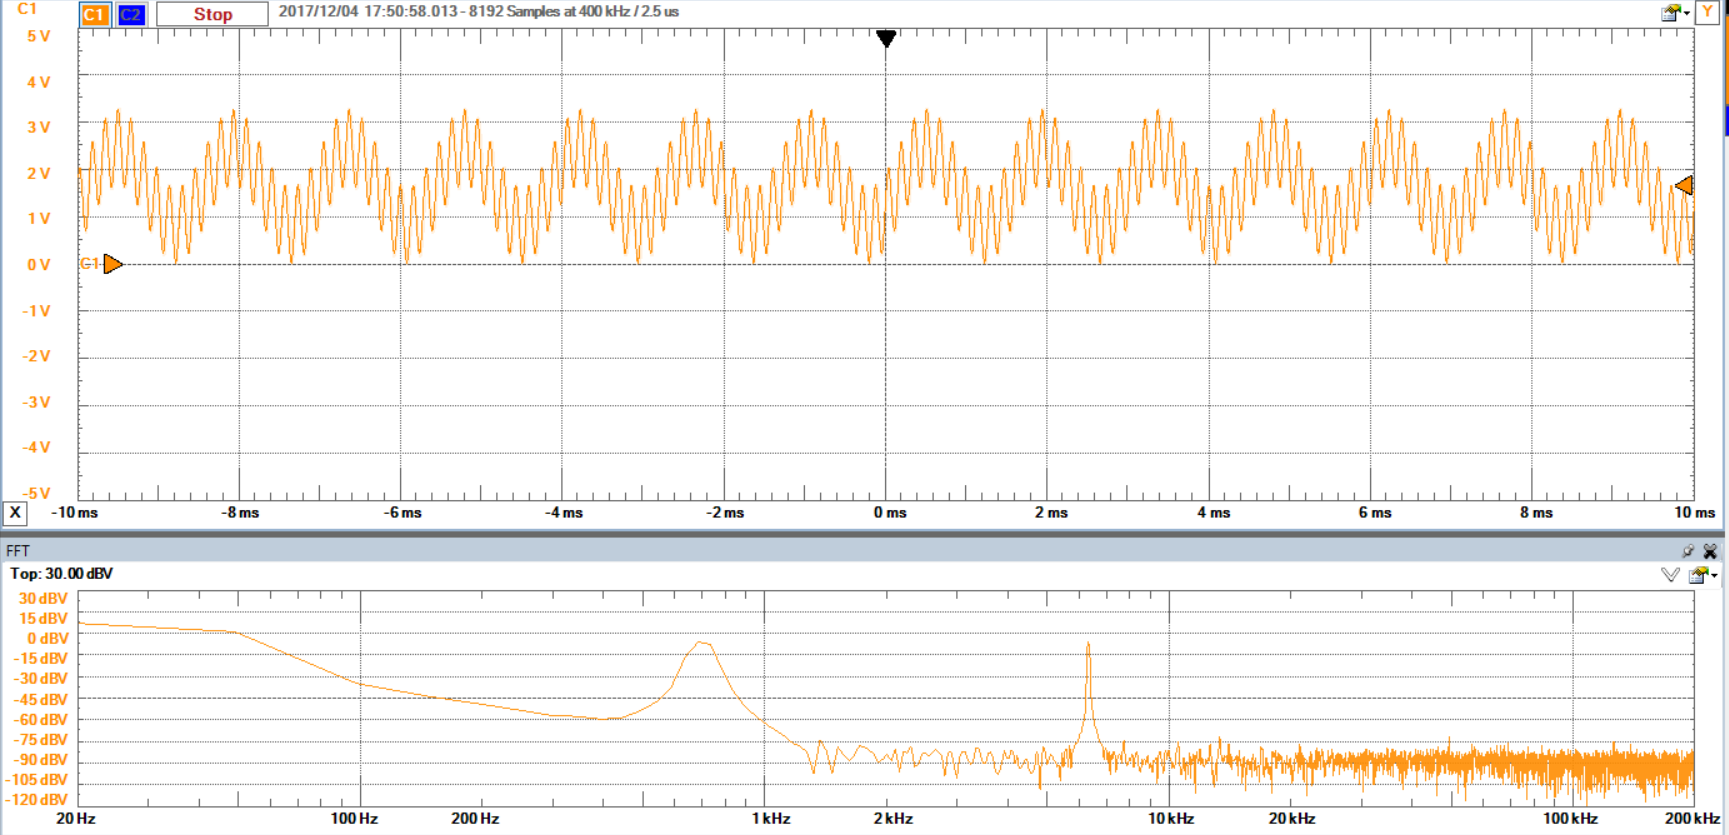 C1 C1 C2 Stop 2017/12/04 17:50:58.013 - 8192 Samples at 400 kHz / 2.5 us Y
5 V
4 V
3 V
2 V
1 V
C1 0 V
-1 V
-2 V
-3 V
-4 V
-5 V
X -10 ms -8 ms -6 ms -4 ms -2 ms 0 ms 2 ms 4 ms 6 ms 8 ms 10 ms
FFT
Top: 30.00 dBV
30 dBV
15 dBV
0 dBV
-15 dBV
-30 dBV
-45 dBV
-60 dBV
-75 dBV
-90 dBV
-105 dBV
-120 dBV
20 Hz 100 Hz 200 Hz 1 kHz 2 kHz 10 kHz 20 kHz 100 kHz 200 kHz